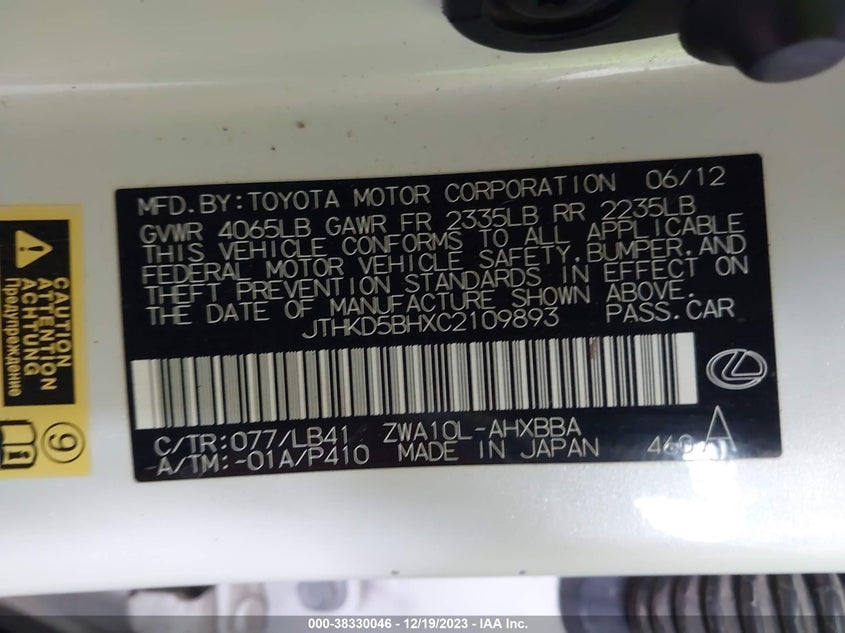 MFD.BY:TOYOTA MOTOR CORPORATION 06/12
GVWR 4065LB GAWR FR 2335LB RR 2235LB
THIS VEHICLE CONFORMS TO ALL APPLICABLE
FEDERAL MOTOR VEHICLE SAFETY,BUMPER,AND
THEFT PREVENTION STANDARDS IN EFFECT ON
THE DATE OF MANUFACTURE SHOWN ABOVE.
JTHKD5BHXC2109893 PASS.CAR
C/TR:077/LB41 ZWA10L-AHXBBA
A/TM:-01A/P410 MADE IN JAPAN 460 A
CAUTION
ATTENTION
ACHTUNG
Предупреждение
9
000-38330046 - 12/19/2023 - IAA Inc.